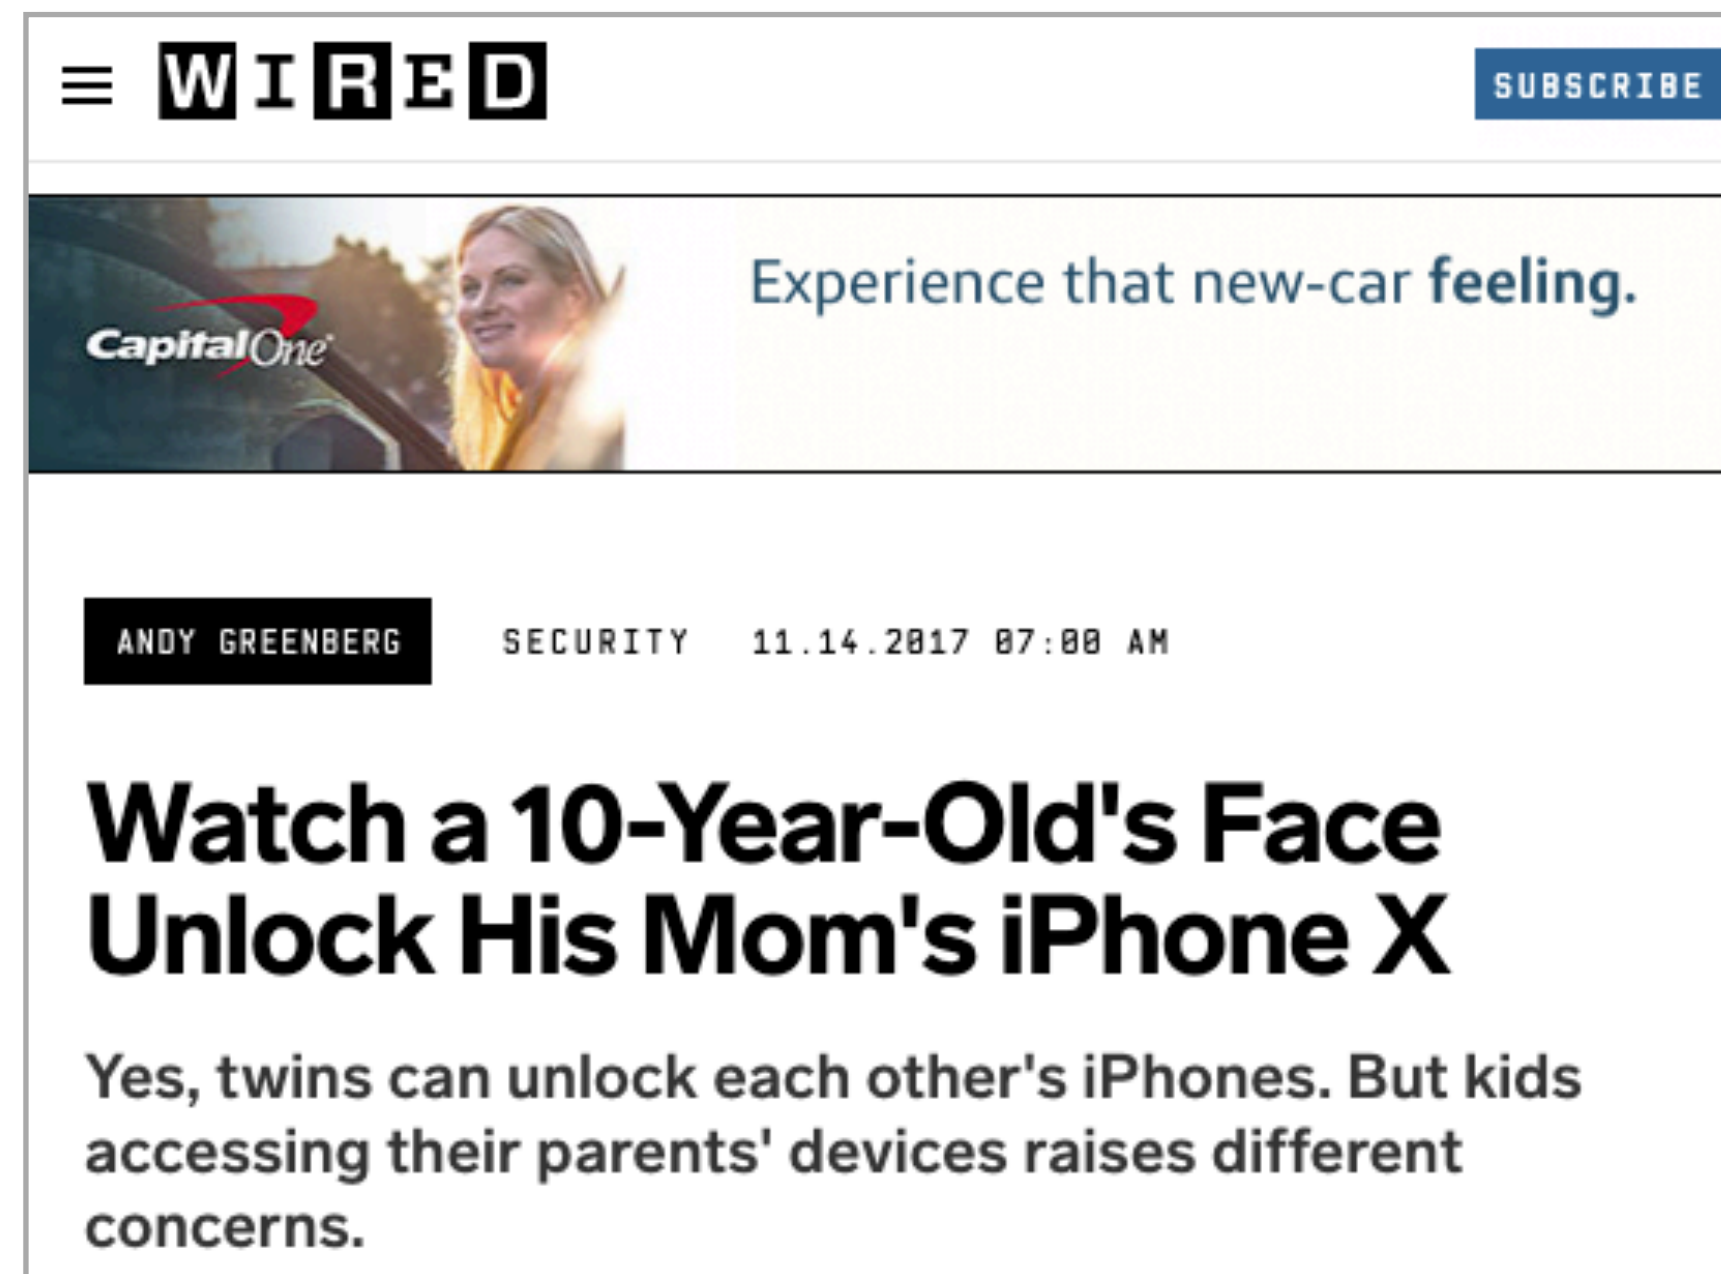 WIRED
SUBSCRIBE
Experience that new-car feeling.
CapitalOne
ANDY GREENBERG SECURITY 11.14.2017 07:00 AM
Watch a 10-Year-Old's Face
Unlock His Mom's iPhone X
Yes, twins can unlock each other's iPhones. But kids
accessing their parents' devices raises different
concerns.